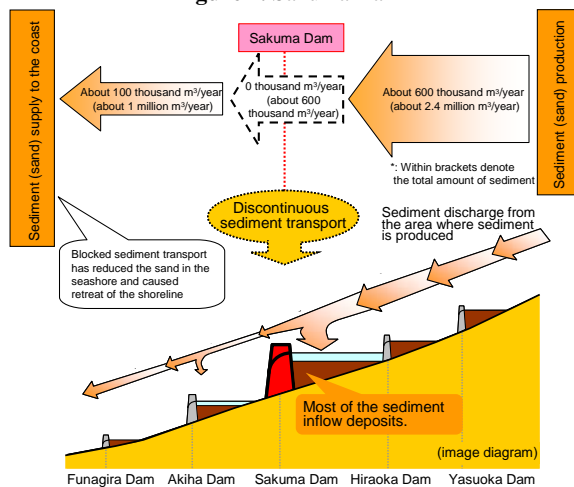 Sakuma Dam
Sediment (sand) supply to the coast
About 100 thousand m³/year
(about 1 million m³/year)
0 thousand m³/year
(about 600
thousand m³/year)
About 600 thousand m³/year
(about 2.4 million m³/year)
Sediment (sand) production
*: Within brackets denote
the total amount of sediment
Discontinuous
sediment transport
Sediment discharge from
the area where sediment
is produced
Blocked sediment transport
has reduced the sand in the
seashore and caused
retreat of the shoreline
Most of the sediment
inflow deposits.
(image diagram)
Funagira Dam Akiha Dam Sakuma Dam Hiraoka Dam Yasuoka Dam